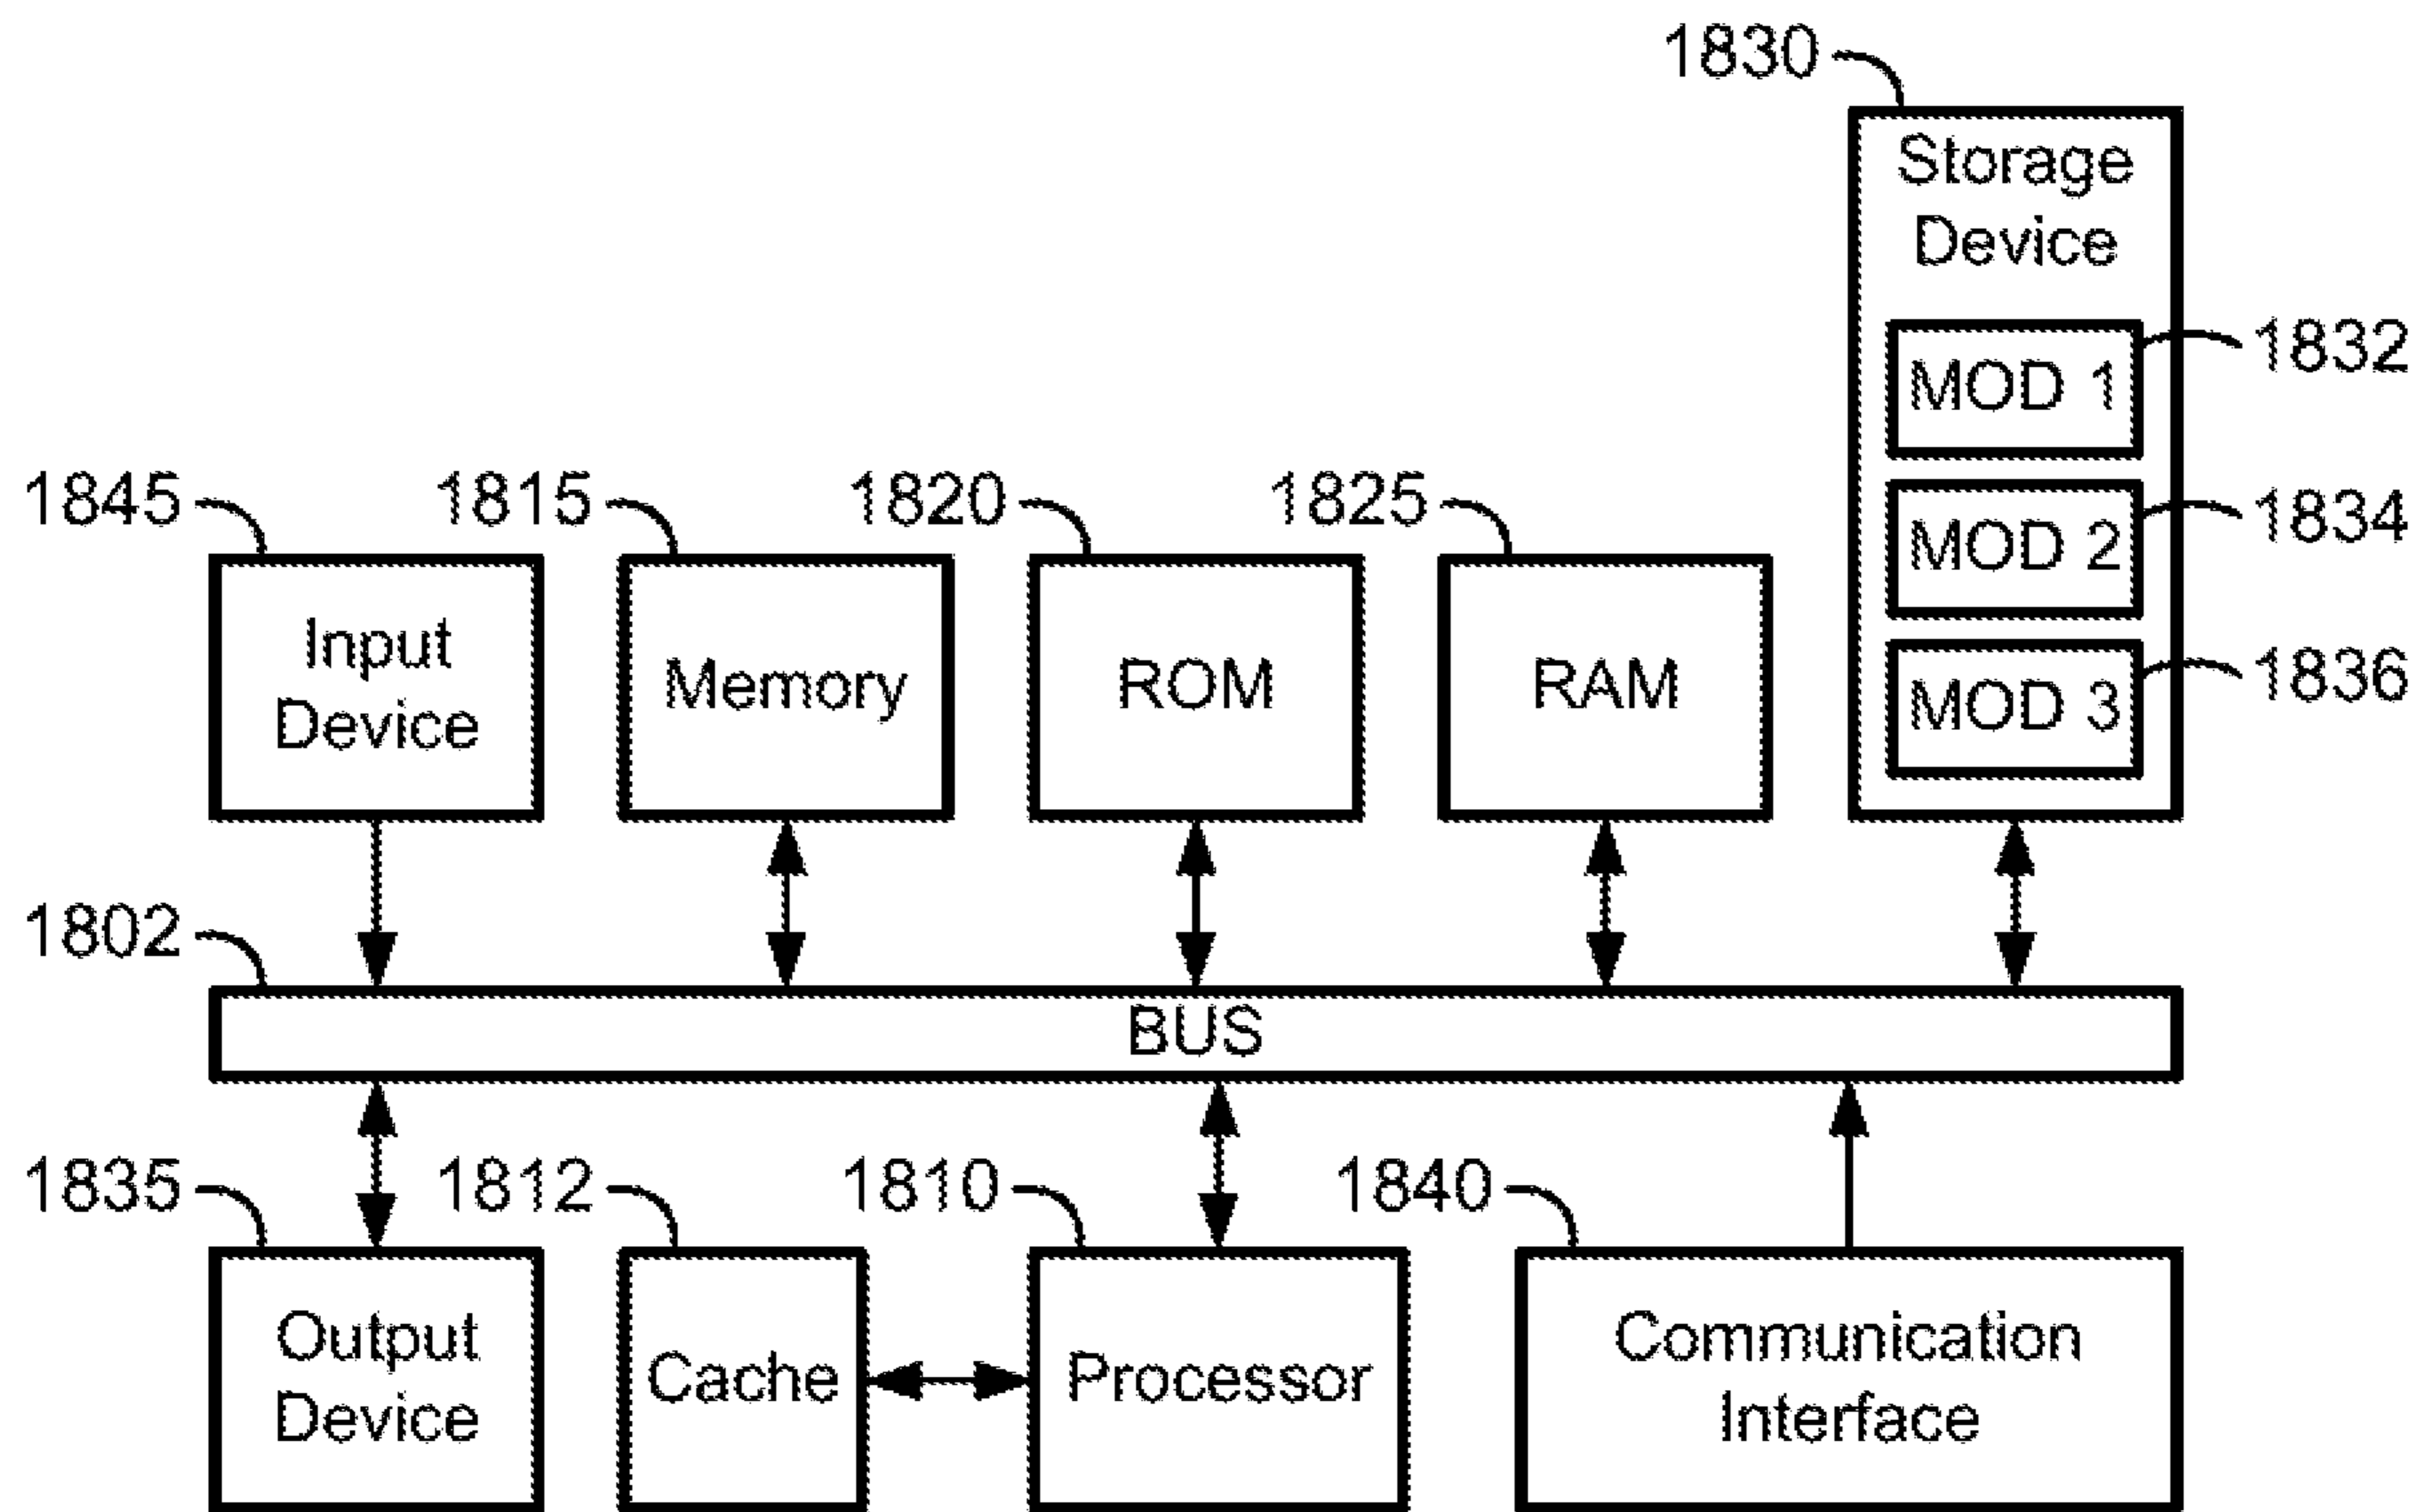 1830
Storage
Device
MOD 1
1832
MOD 2
1834
MOD 3
1836
1845
1815
1820
1825
Input
Device
Memory
ROM
RAM
1802
BUS
1835
1812
1810
1840
Output
Device
Cache
Processor
Communication
Interface